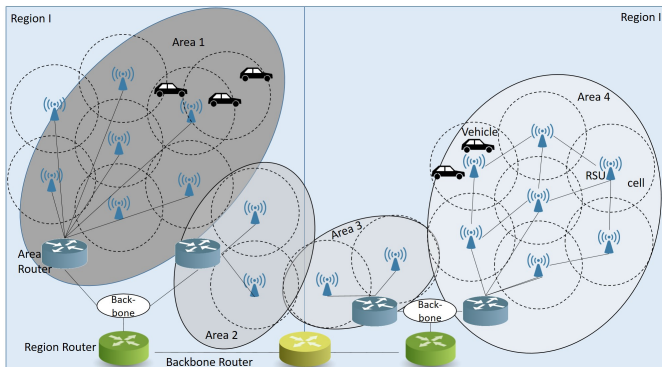 Region I
Region I
Area 1
Area 4
Vehicle
RSU
cell
Area 3
Area
Router
Back-
bone
Back-
bone
Area 2
Region Router
Backbone Router